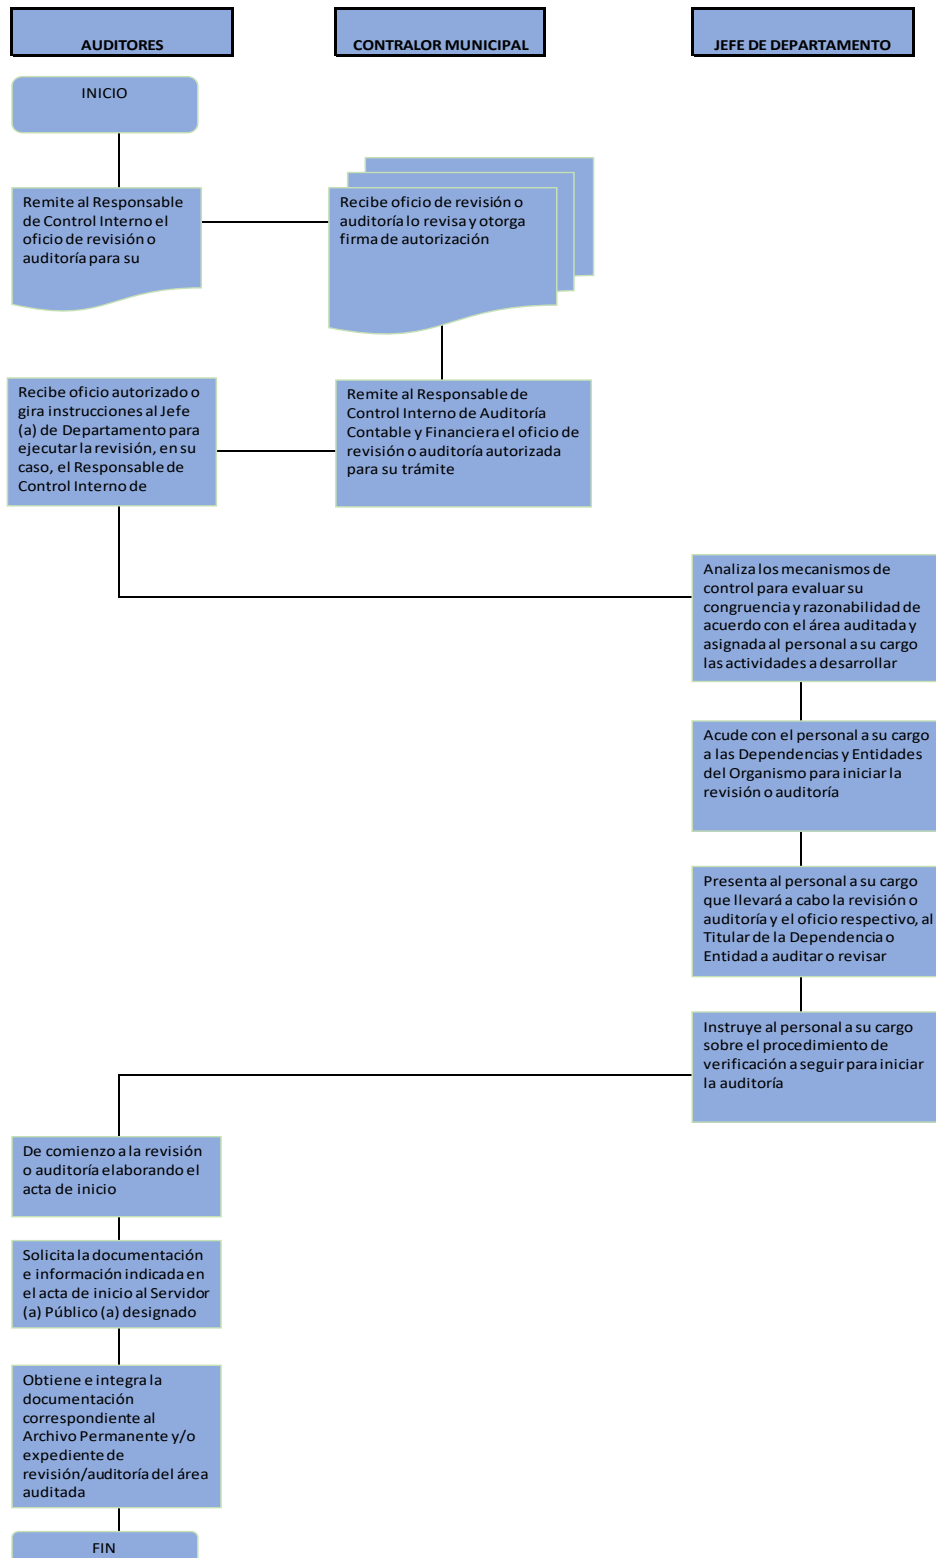 AUDITORES
CONTRALOR MUNICIPAL
JEFE DE DEPARTAMENTO
INICIO
Remite al Responsable
de Control Interno el
oficio de revisión o
auditoría para su
Recibe oficio de revisión o
auditoría lo revisa y otorga
firma de autorización
Remite al Responsable de
Control Interno de Auditoría
Contable y Financiera el oficio de
revisión o auditoría autorizada
para su trámite
Recibe oficio autorizado o
gira instrucciones al Jefe
(a) de Departamento para
ejecutar la revisión, en su
caso, el Responsable de
Control Interno de
Analiza los mecanismos de
control para evaluar su
congruencia y razonabilidad de
acuerdo con el área auditada y
asignada al personal a su cargo
las actividades a desarrollar
Acude con el personal a su cargo
a las Dependencias y Entidades
del Organismo para iniciar la
revisión o auditoría
Presenta al personal a su cargo
que llevará a cabo la revisión o
auditoría y el oficio respectivo, al
Titular de la Dependencia o
Entidad a auditar o revisar
Instruye al personal a su cargo
sobre el procedimiento de
verificación a seguir para iniciar
la auditoría
De comienzo a la revisión
o auditoría elaborando el
acta de inicio
Solicita la documentación
e información indicada en
el acta de inicio al Servidor
(a) Público (a) designado
Obtiene e integra la
documentación
correspondiente al
Archivo Permanente y/o
expediente de
revisión/auditoría del área
auditada
FIN